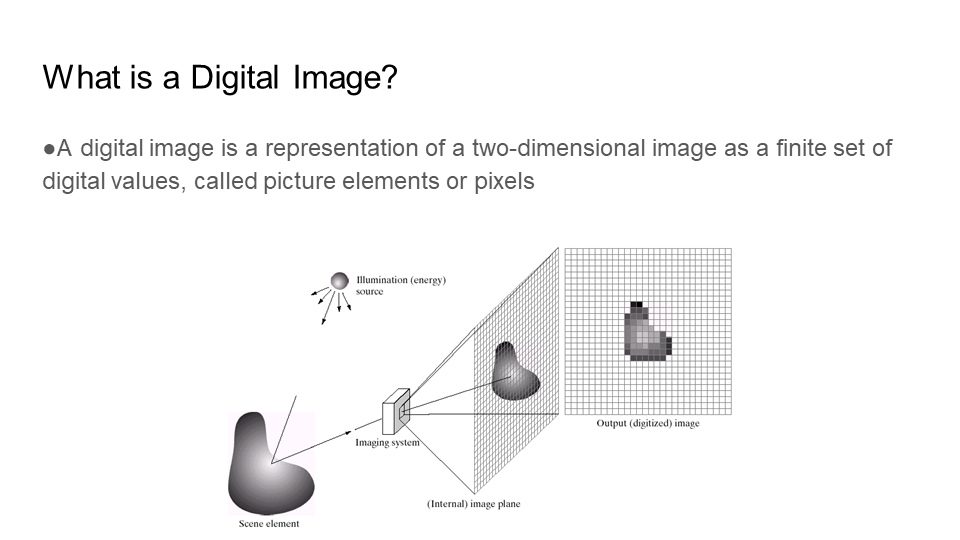 What is a Digital Image?
●A digital image is a representation of a two-dimensional image as a finite set of
digital values, called picture elements or pixels
Illumination (energy)
source
Imaging system
Output (digitized) image
(Internal) image plane
Scene element